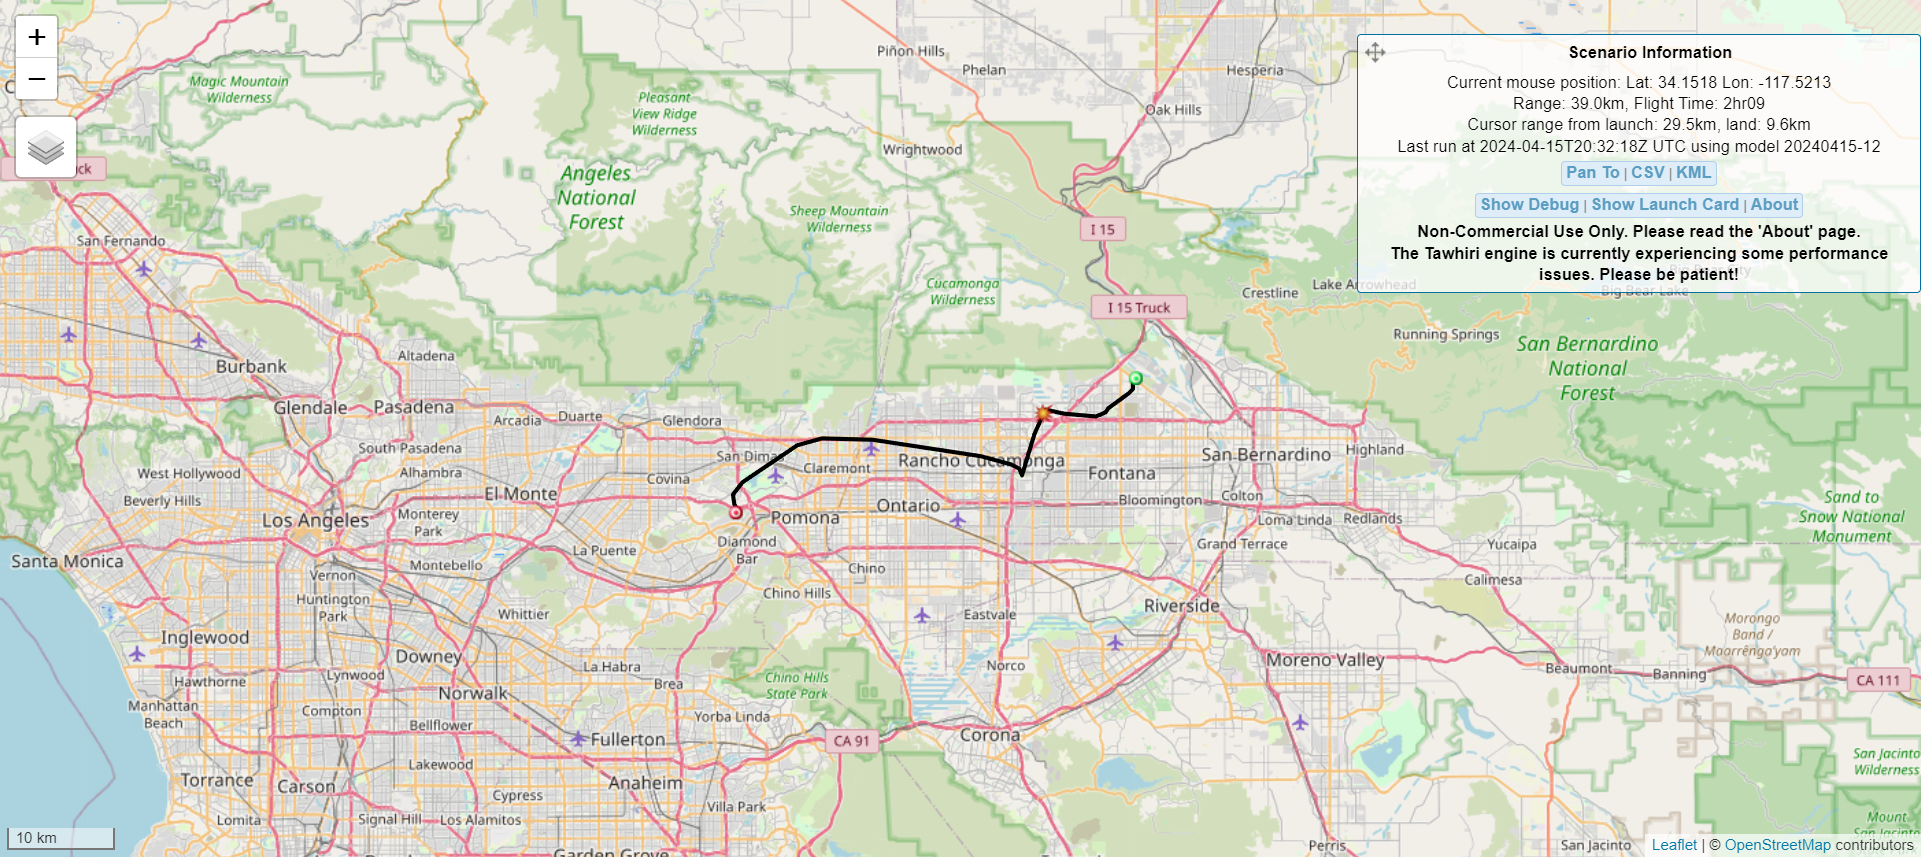 +
−
Piñon Hills
Phelan
Hesperia
Magic Mountain
Wilderness
Pleasant
View Ridge
Wilderness
Oak Hills
Wrightwood
Angeles
National
Forest
Sheep Mountain
Wilderness
I 15
San Fernando
Cucamonga
Wilderness
I 15 Truck
Crestline
Lake Arrowhead
Big Bear Lake
Running Springs
San Bernardino
National
Forest
Scenario Information
Current mouse position: Lat: 34.1518 Lon: -117.5213
Range: 39.0km, Flight Time: 2hr09
Cursor range from launch: 29.5km, land: 9.6km
Last run at 2024-04-15T20:32:18Z UTC using model 20240415-12
Pan To | CSV | KML
Show Debug | Show Launch Card | About
Non-Commercial Use Only. Please read the 'About' page.
The Tawhiri engine is currently experiencing some performance
issues. Please be patient!
Altadena
Burbank
Glendale
Pasadena
Arcadia
Duarte
Glendora
South Pasadena
San Dimas
Claremont
Rancho Cucamonga
Fontana
San Bernardino
Highland
West Hollywood
Alhambra
Covina
Beverly Hills
El Monte
Ontario
Bloomington
Colton
Los Angeles
Monterey
Park
Pomona
Loma Linda
Redlands
Sand to
Snow National
Monument
Santa Monica
La Puente
Diamond
Bar
Grand Terrace
Yucaipa
Montebello
Vernon
Chino
Calimesa
Huntington
Park
Whittier
Chino Hills
Eastvale
Riverside
Inglewood
Downey
La Habra
Norco
Moreno Valley
Morongo
Band /
Maarrênga'yam
Beaumont
Banning
CA 111
Hawthorne
Lynwood
Norwalk
Brea
Chino Hills
State Park
Manhattan
Beach
Compton
Bellflower
Yorba Linda
Fullerton
CA 91
Corona
Lakewood
Torrance
Carson
Anaheim
San Jacinto
Wilderness
Cypress
Villa Park
Lomita
Signal Hill
Los Alamitos
Garden Grove
Perris
San Jacinto
Mount
San Jacinto
10 km
Leaflet | © OpenStreetMap contributors